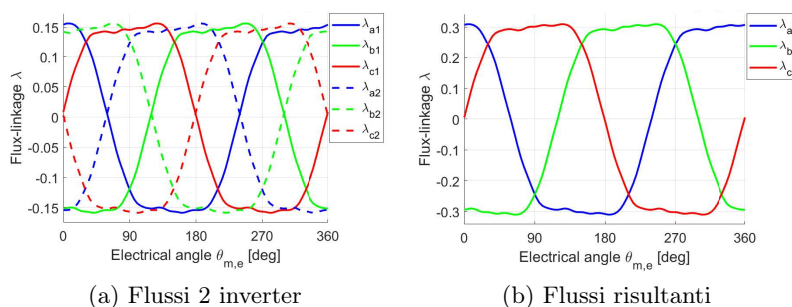 0.15
0.1
0.05
0
-0.05
-0.1
-0.15
Flux-linkage λ
0 90 180 270 360
Electrical angle θm,e [deg]
λa1
λb1
λc1
λa2
λb2
λc2
(a) Flussi 2 inverter
0.3
0.2
0.1
0
-0.1
-0.2
-0.3
Flux-linkage λ
0 90 180 270 360
Electrical angle θm,e [deg]
λa
λb
λc
(b) Flussi risultanti